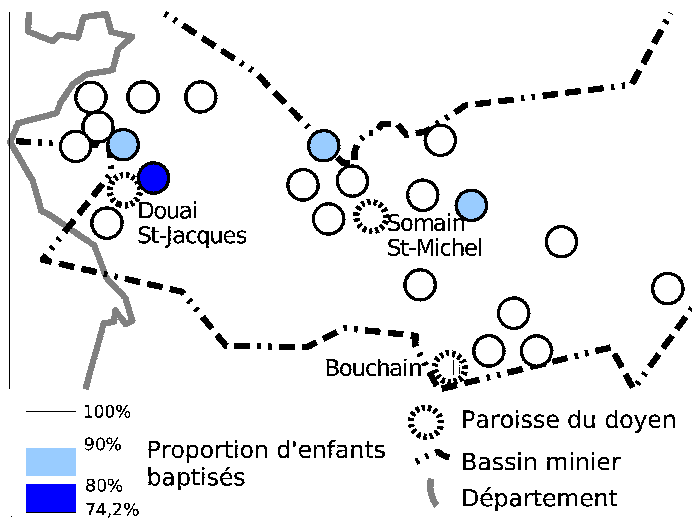 Douai
St-Jacques
Somain
St-Michel
Bouchain
100%
90%
80%
74,2%
Proportion d'enfants
baptisés
Paroisse du doyen
Bassin minier
Département